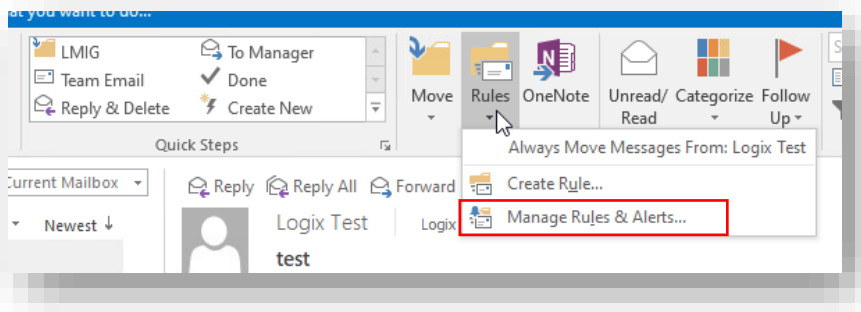 at you want to do...
LMIG
To Manager
Team Email
Done
Reply & Delete
Create New
Quick Steps
Move
Rules
OneNote
Unread/
Read
Categorize
Follow
Up
Always Move Messages From: Logix Test
Create Rule...
Manage Rules & Alerts...
Current Mailbox
Reply
Reply All
Forward
Newest ↓
Logix Test
Logix
test